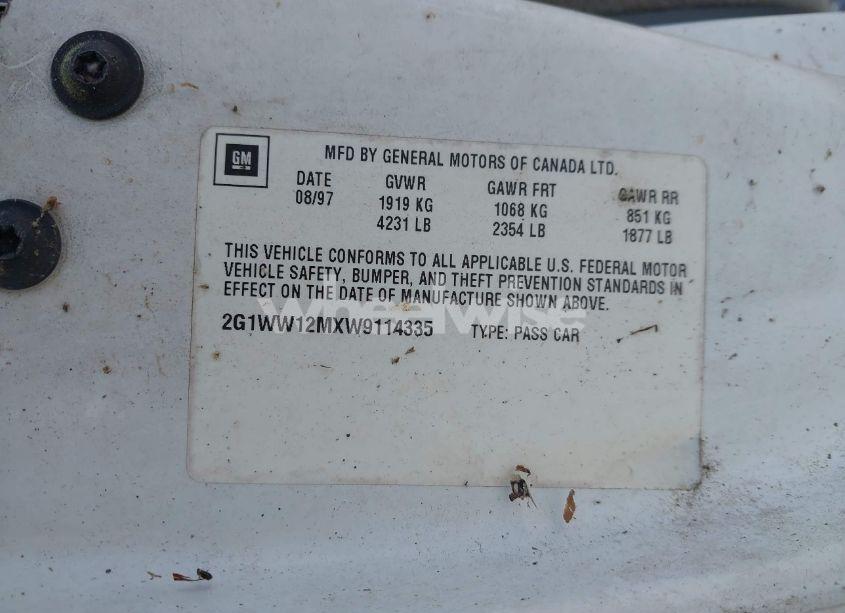 GM
MFD BY GENERAL MOTORS OF CANADA LTD.
DATE GVWR GAWR FRT GAWR RR
08/97 1919 KG 1068 KG 851 KG
4231 LB 2354 LB 1877 LB
THIS VEHICLE CONFORMS TO ALL APPLICABLE U.S. FEDERAL MOTOR
VEHICLE SAFETY, BUMPER, AND THEFT PREVENTION STANDARDS IN
EFFECT ON THE DATE OF MANUFACTURE SHOWN ABOVE.
Wheelwise
2G1WW12MXW9114335 TYPE: PASS CAR